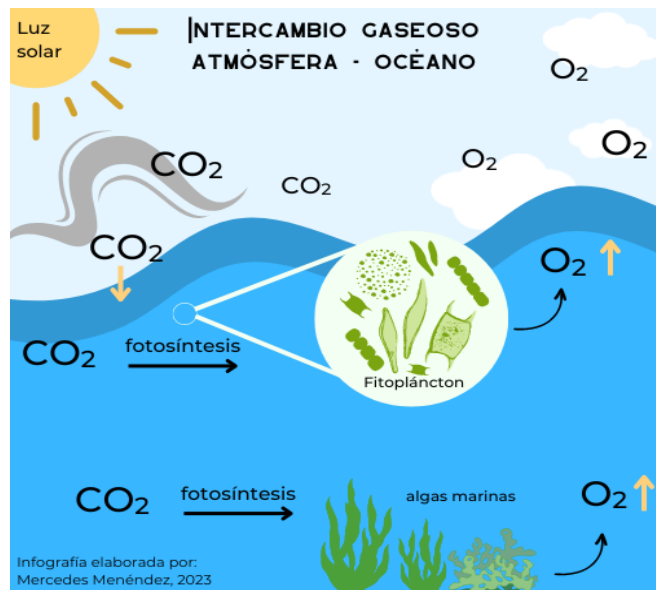 Luz
solar
INTERCAMBIO GASEOSO
ATMÓSFERA - OCÉANO
O₂
O₂
CO₂
O₂
CO₂
CO₂
O₂
CO₂
fotosíntesis
Fitopláncton
CO₂
fotosíntesis
algas marinas
O₂
Infografía elaborada por:
Mercedes Menéndez, 2023